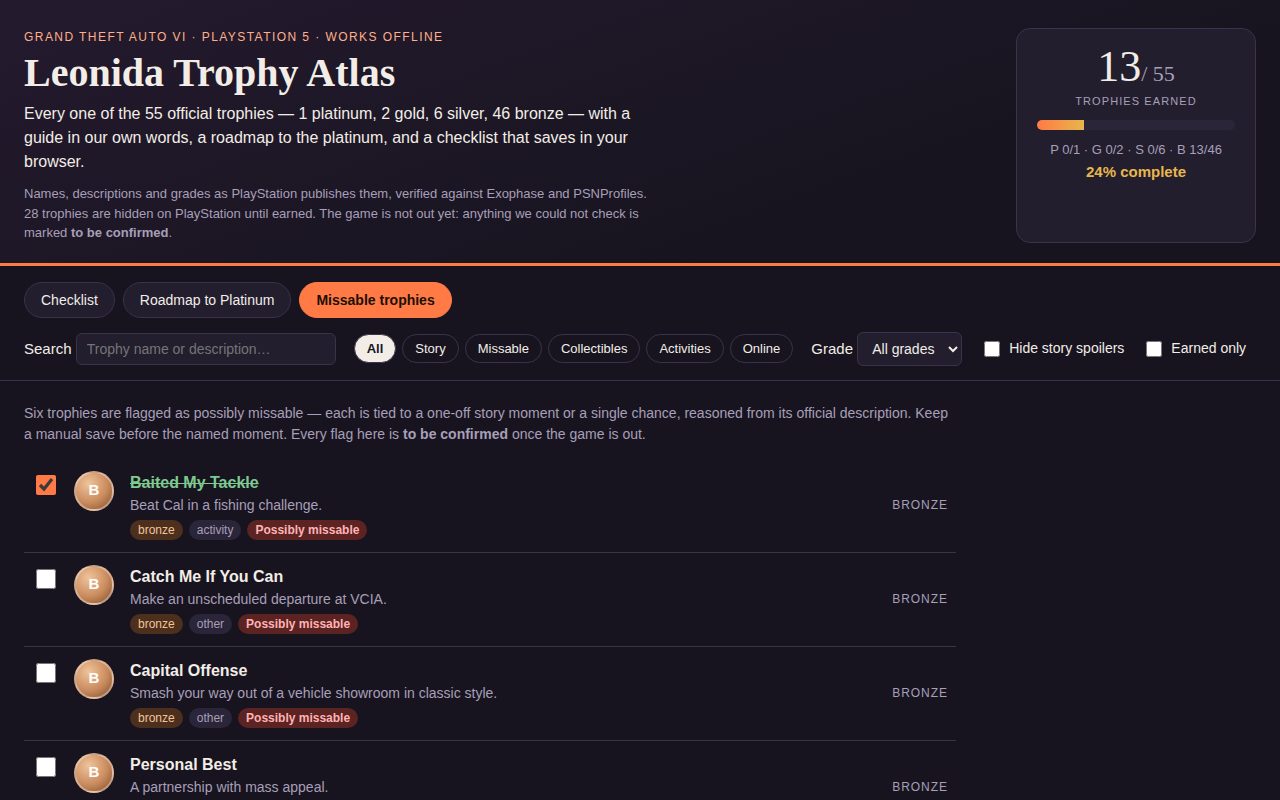 GRAND THEFT AUTO VI · PLAYSTATION 5 · WORKS OFFLINE
Leonida Trophy Atlas
Every one of the 55 official trophies — 1 platinum, 2 gold, 6 silver, 46 bronze — with a
guide in our own words, a roadmap to the platinum, and a checklist that saves in your
browser.
Names, descriptions and grades as PlayStation publishes them, verified against Exophase and PSNProfiles.
28 trophies are hidden on PlayStation until earned. The game is not out yet: anything we could not check is
marked to be confirmed.
13/ 55
TROPHIES EARNED
P 0/1 · G 0/2 · S 0/6 · B 13/46
24% complete
Checklist
Roadmap to Platinum
Missable trophies
Search
Trophy name or description…
All
Story
Missable
Collectibles
Activities
Online
Grade
All grades
Hide story spoilers
Earned only
Six trophies are flagged as possibly missable — each is tied to a one-off story moment or a single chance, reasoned from its official description. Keep
a manual save before the named moment. Every flag here is to be confirmed once the game is out.
B
Baited My Tackle
Beat Cal in a fishing challenge.
bronze
activity
Possibly missable
BRONZE
B
Catch Me If You Can
Make an unscheduled departure at VCIA.
bronze
other
Possibly missable
BRONZE
B
Capital Offense
Smash your way out of a vehicle showroom in classic style.
bronze
other
Possibly missable
BRONZE
B
Personal Best
A partnership with mass appeal.
BRONZE